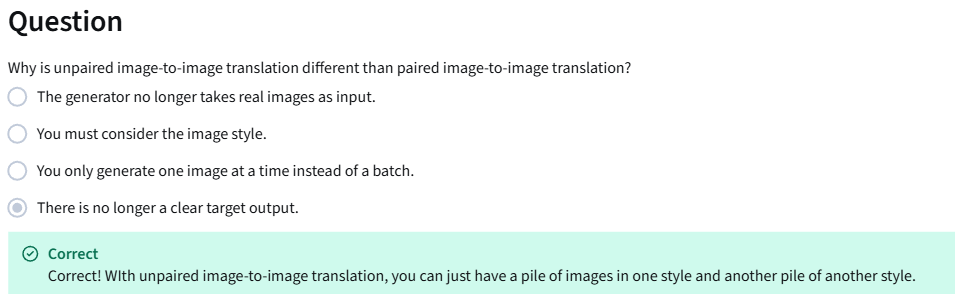 Question
Why is unpaired image-to-image translation different than paired image-to-image translation?
The generator no longer takes real images as input.
You must consider the image style.
You only generate one image at a time instead of a batch.
There is no longer a clear target output.
Correct
Correct! WIth unpaired image-to-image translation, you can just have a pile of images in one style and another pile of another style.